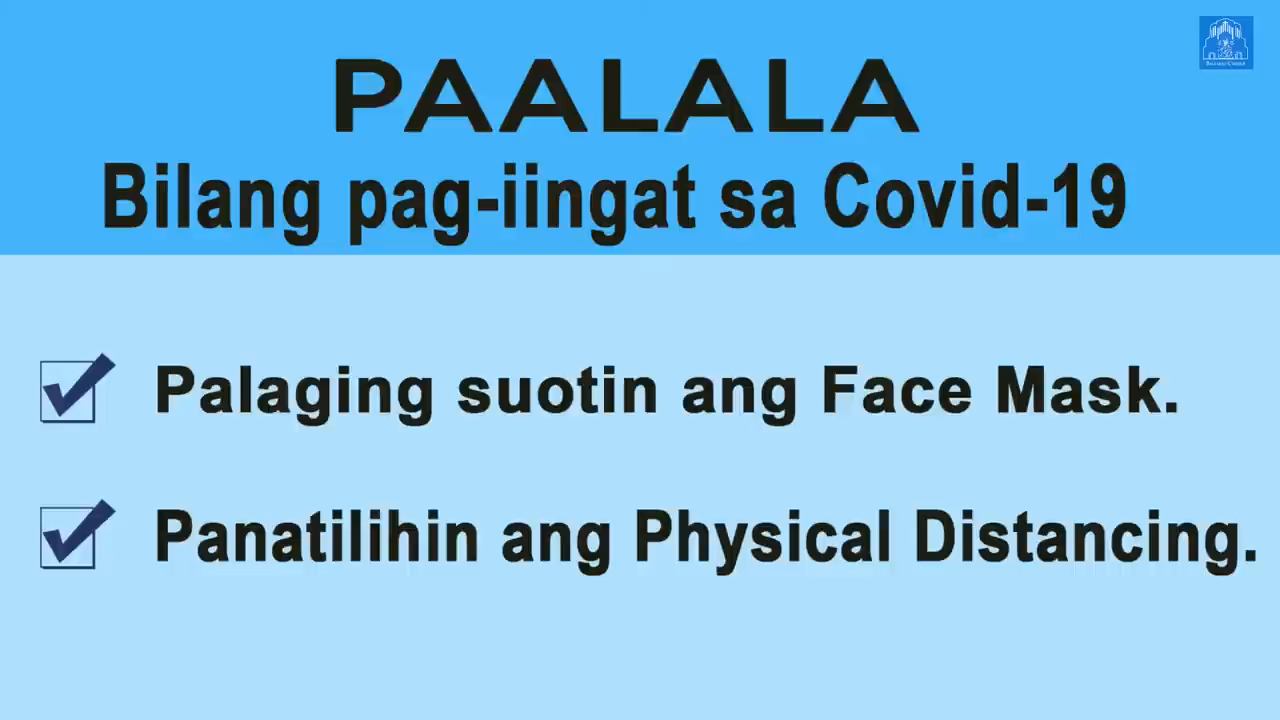 PAALALA
Bilang pag-iingat sa Covid-19
Palaging suotin ang Face Mask.
Panatilihin ang Physical Distancing.